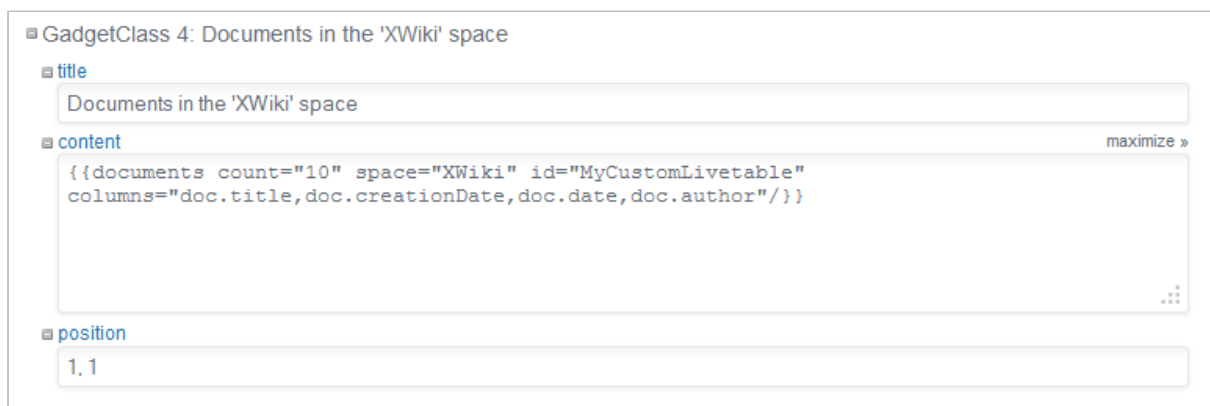 GadgetClass 4: Documents in the 'XWiki' space
title
Documents in the 'XWiki' space
content maximize »
{{documents count="10" space="XWiki" id="MyCustomLivetable"
columns="doc.title,doc.creationDate,doc.date,doc.author"/}}
position
1, 1